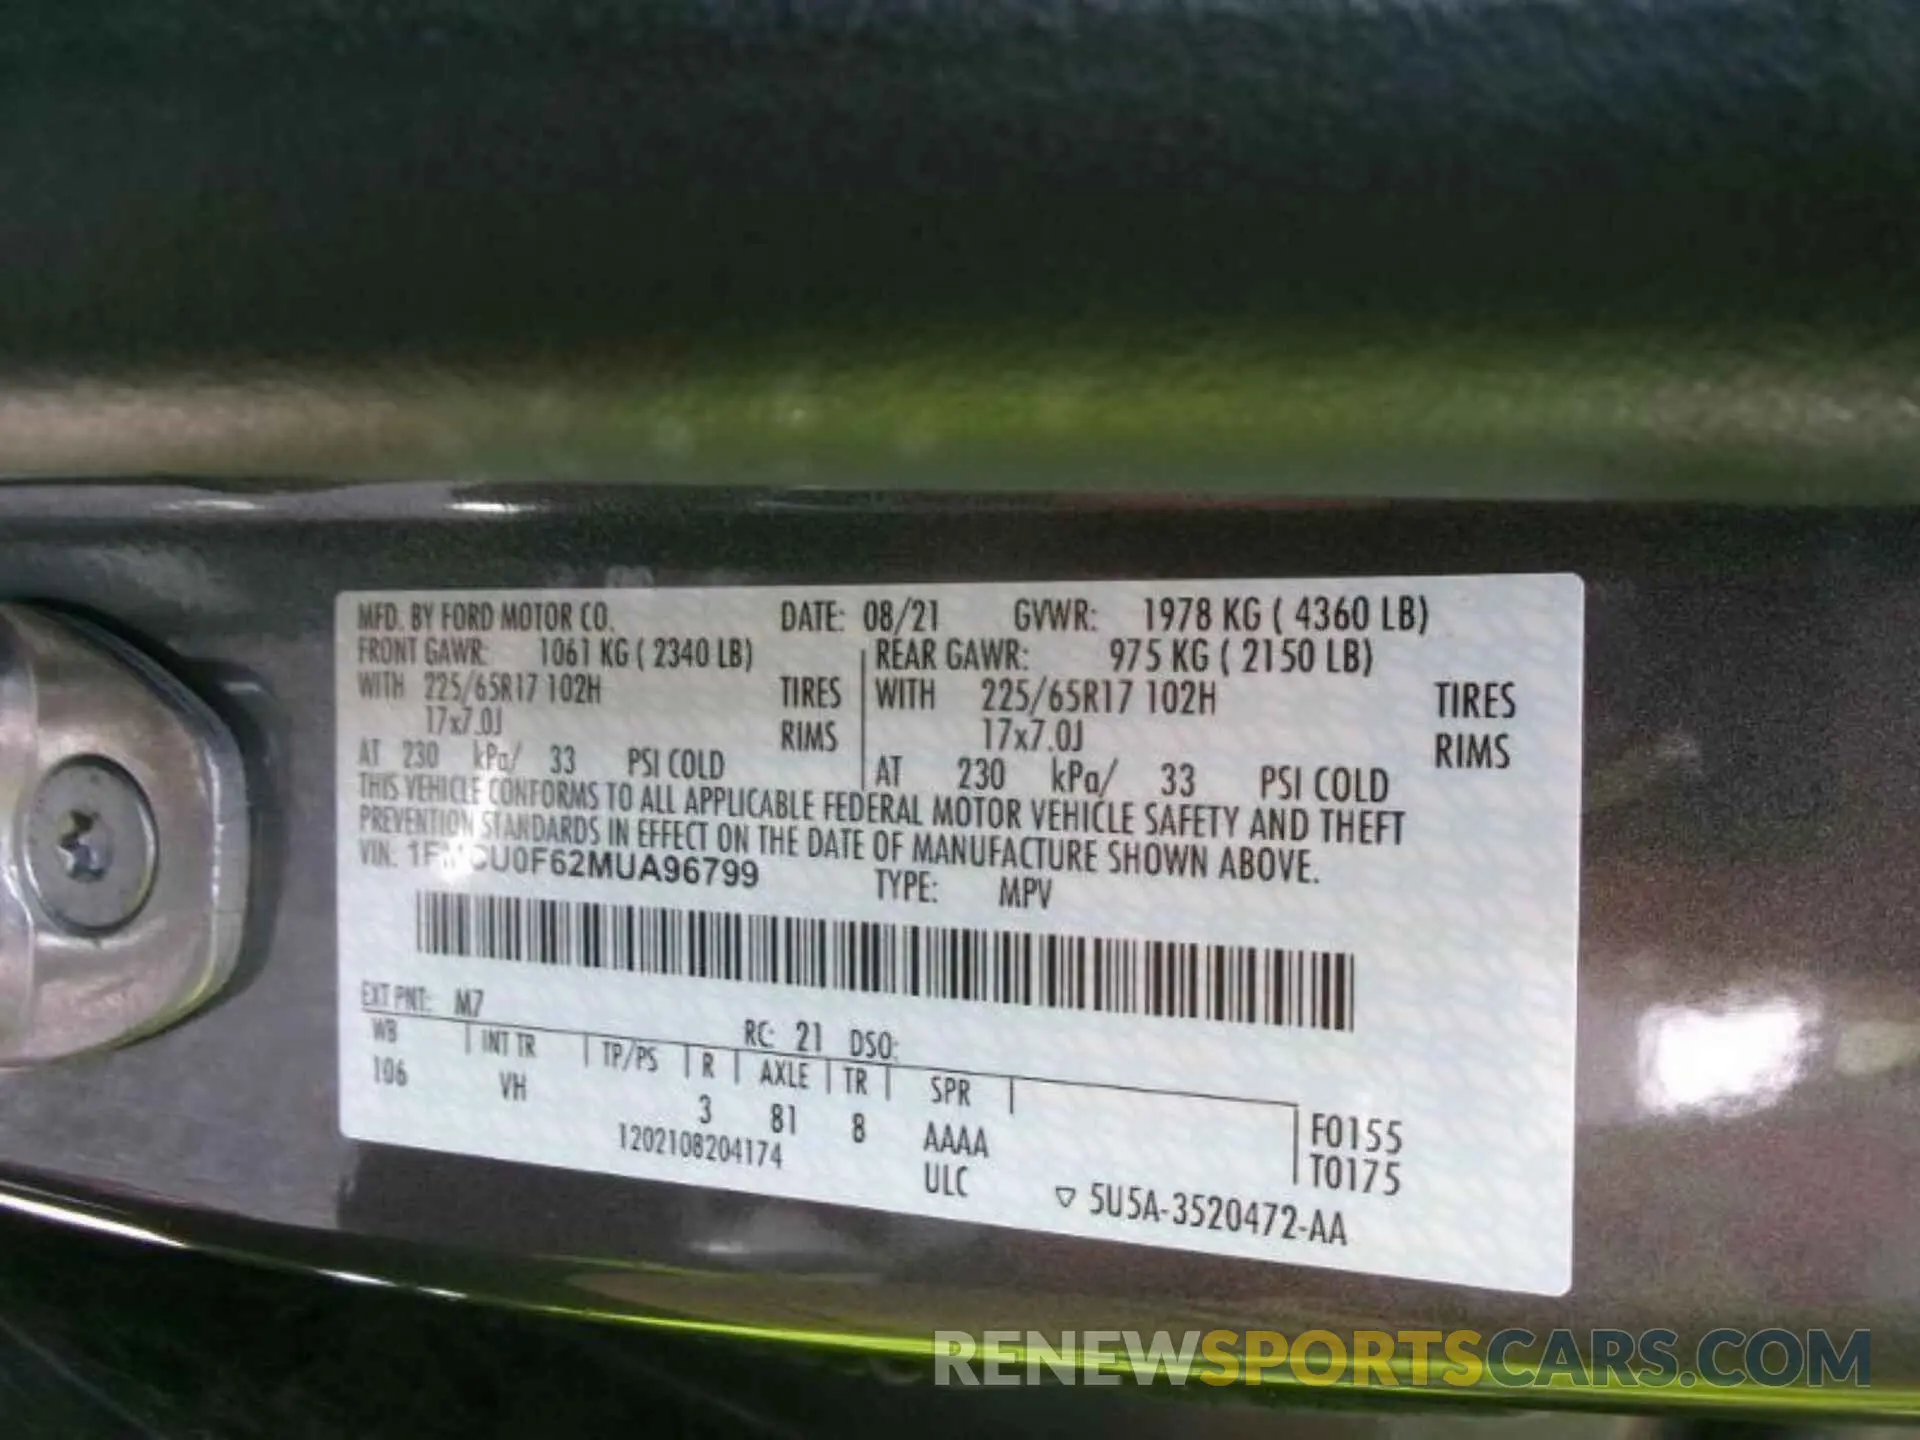 MFD. BY FORD MOTOR CO. DATE: 08/21 GVWR: 1978 KG ( 4360 LB)
FRONT GAWR: 1061 KG ( 2340 LB) REAR GAWR: 975 KG ( 2150 LB)
WITH 225/65R17 102H TIRES WITH 225/65R17 102H TIRES
17x7.0J RIMS 17x7.0J RIMS
AT 230 kPa/ 33 PSI COLD AT 230 kPa/ 33 PSI COLD
THIS VEHICLE CONFORMS TO ALL APPLICABLE FEDERAL MOTOR VEHICLE SAFETY AND THEFT
PREVENTION STANDARDS IN EFFECT ON THE DATE OF MANUFACTURE SHOWN ABOVE.
VIN: 1FMCU0F62MUA96799 TYPE: MPV
EXT PNT: M7 RC: 21 DSO:
WB INT TR TP/PS R AXLE TR SPR
106 VH 3 81 8 AAAA F0155
1202108204174 ULC T0175
▽ 5U5A-3520472-AA
RENEWSPORTSCARS.COM